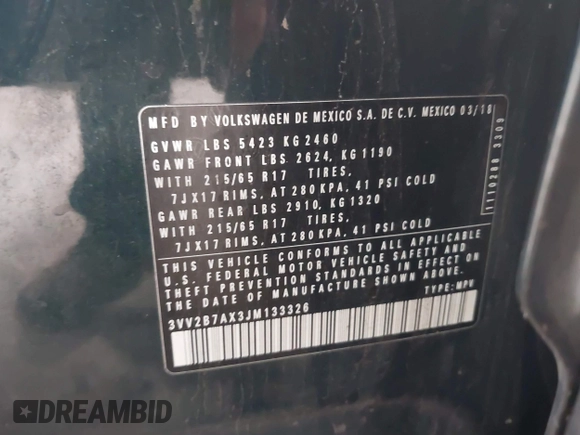 MFD BY VOLKSWAGEN DE MEXICO S.A. DE C.V. MEXICO 03/18
GVWR LBS 5423 KG 2460
GAWR FRONT LBS 2624, KG 1190
WITH 215/65 R17 TIRES,
7JX17 RIMS, AT 280 KPA, 41 PSI COLD
GAWR REAR LBS 2910, KG 1320
WITH 215/65 R17 TIRES,
7JX17 RIMS, AT 280 KPA, 41 PSI COLD
THIS VEHICLE CONFORMS TO ALL APPLICABLE
U.S. FEDERAL MOTOR VEHICLE SAFETY AND
THEFT PREVENTION STANDARDS IN EFFECT ON
THE DATE OF MANUFACTURE SHOWN ABOVE.
3VV2B7AX3JM133326 TYPE: MPV
1110288 3303
DREAMBID